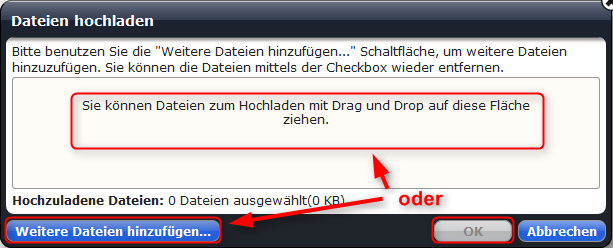 Dateien hochladen
Bitte benutzen Sie die "Weitere Dateien hinzufügen..." Schaltfläche, um weitere Dateien
hinzuzufügen. Sie können die Dateien mittels der Checkbox wieder entfernen.
Sie können Dateien zum Hochladen mit Drag und Drop auf diese Fläche
ziehen.
Hochzuladene Dateien: 0 Dateien ausgewählt(0 KB)
oder
Weitere Dateien hinzufügen... OK Abbrechen